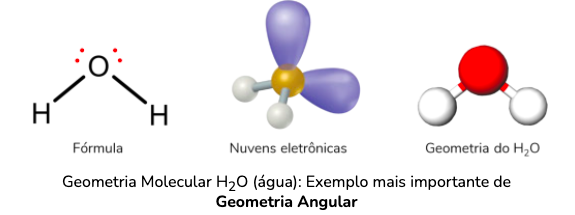 O
H H
Fórmula Nuvens eletrônicas Geometria do H₂O
Geometria Molecular H₂O (água): Exemplo mais importante de
Geometria Angular